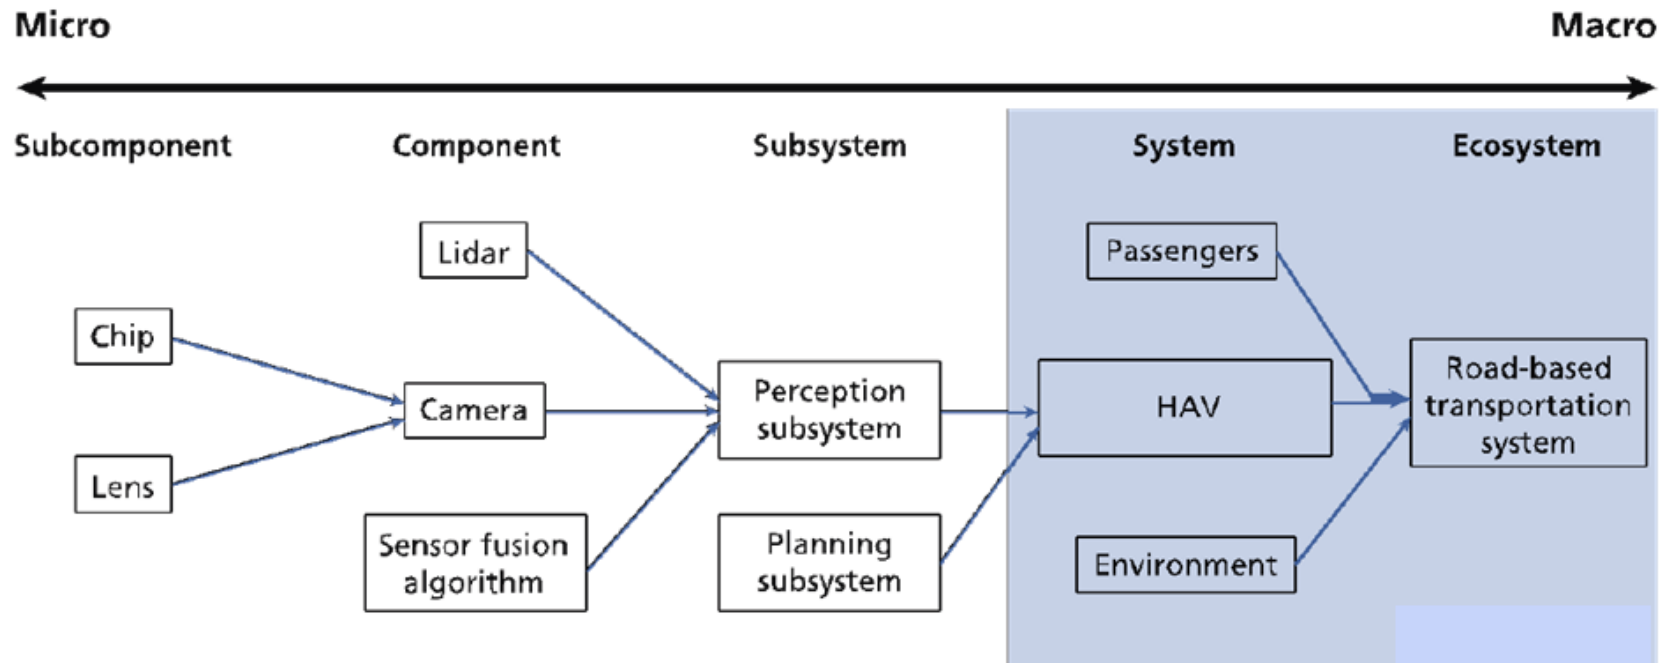 Micro
Macro
Subcomponent
Component
Subsystem
System
Ecosystem
Lidar
Passengers
Chip
Camera
Perception
subsystem
HAV
Road-based
transportation
system
Lens
Sensor fusion
algorithm
Planning
subsystem
Environment